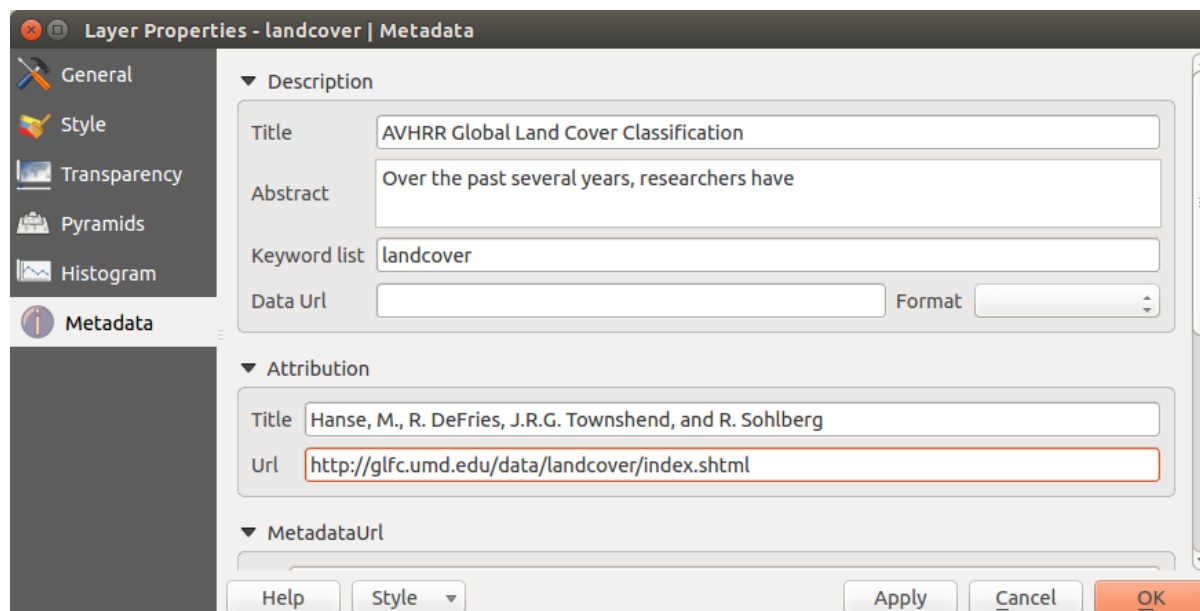 Layer Properties - landcover | Metadata
General
Style
Transparency
Pyramids
Histogram
Metadata
Description
Title AVHRR Global Land Cover Classification
Abstract Over the past several years, researchers have
Keyword list landcover
Data Url Format
Attribution
Title Hanse, M., R. DeFries, J.R.G. Townshend, and R. Sohlberg
Url http://glfc.umd.edu/data/landcover/index.shtml
MetadataUrl
Help Style Apply Cancel OK